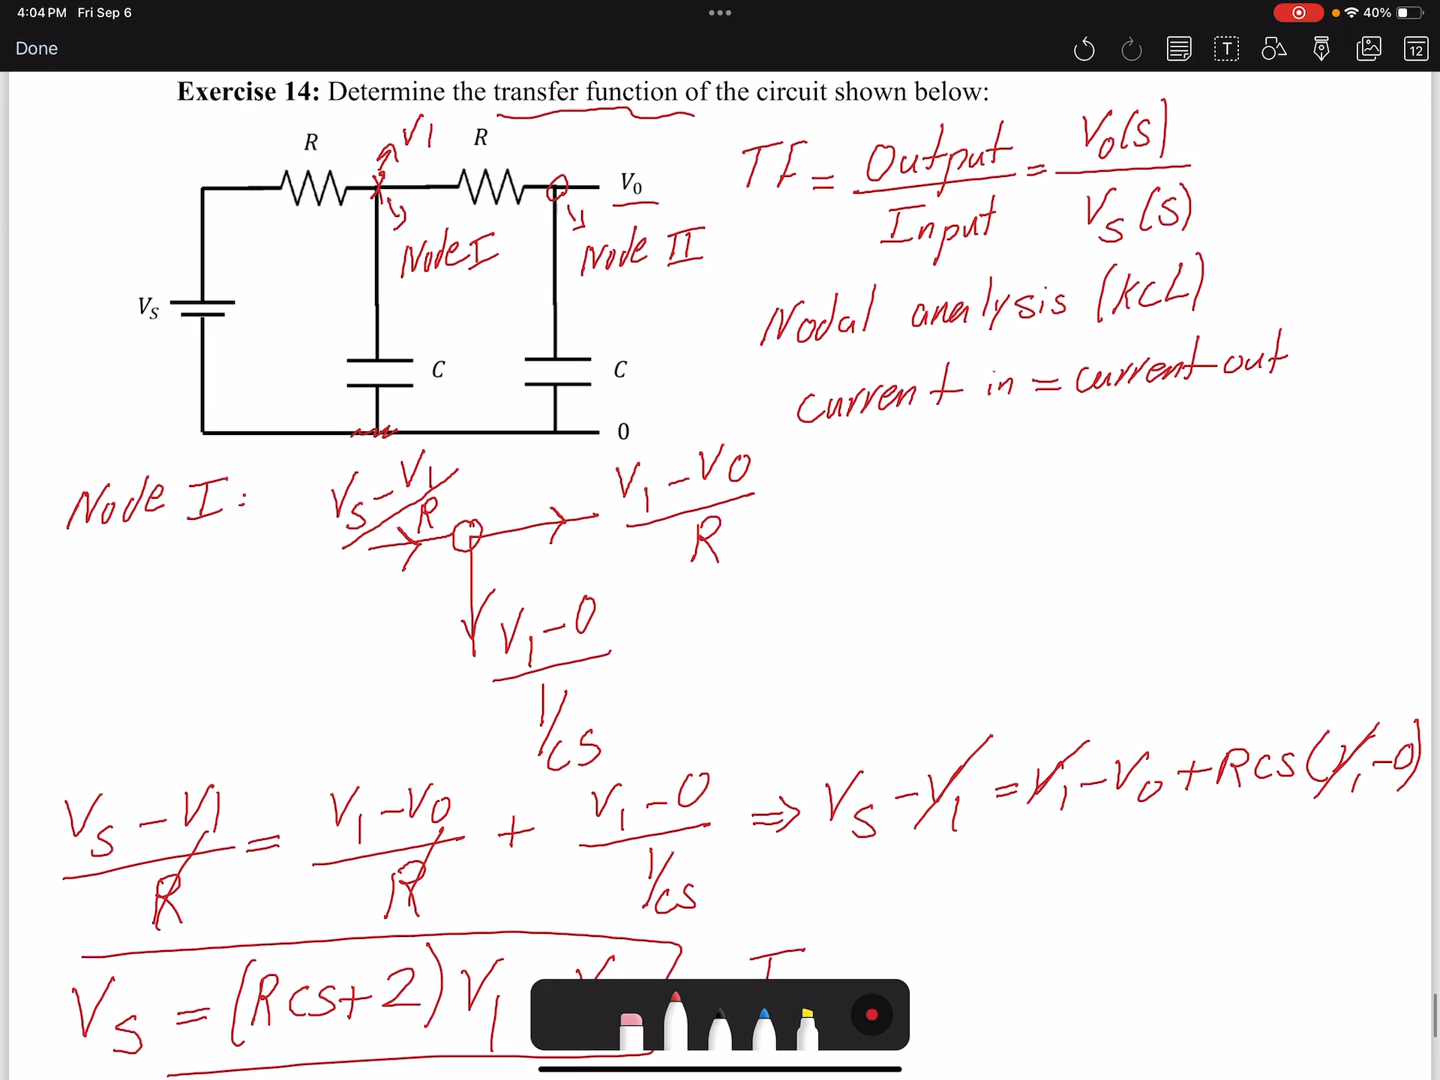 4:04 PM Fri Sep 6
40%
Done
T
12
Exercise 14: Determine the transfer function of the circuit shown below:
R
V1
R
V0
Node I
Node II
VS
C
C
0
TF = Output / Input = Vo(s) / Vs(s)
Nodal analysis (KCL)
current in = current out
Node I:
Vs - V1 / R
V1 - VO / R
V1 - 0 / 1/cs
Vs - V1 / R = V1 - VO / R + V1 - 0 / 1/cs => Vs - V1 = V1 - VO + Rcs(V1 - 0)
Vs = (Rcs+2) V1
I